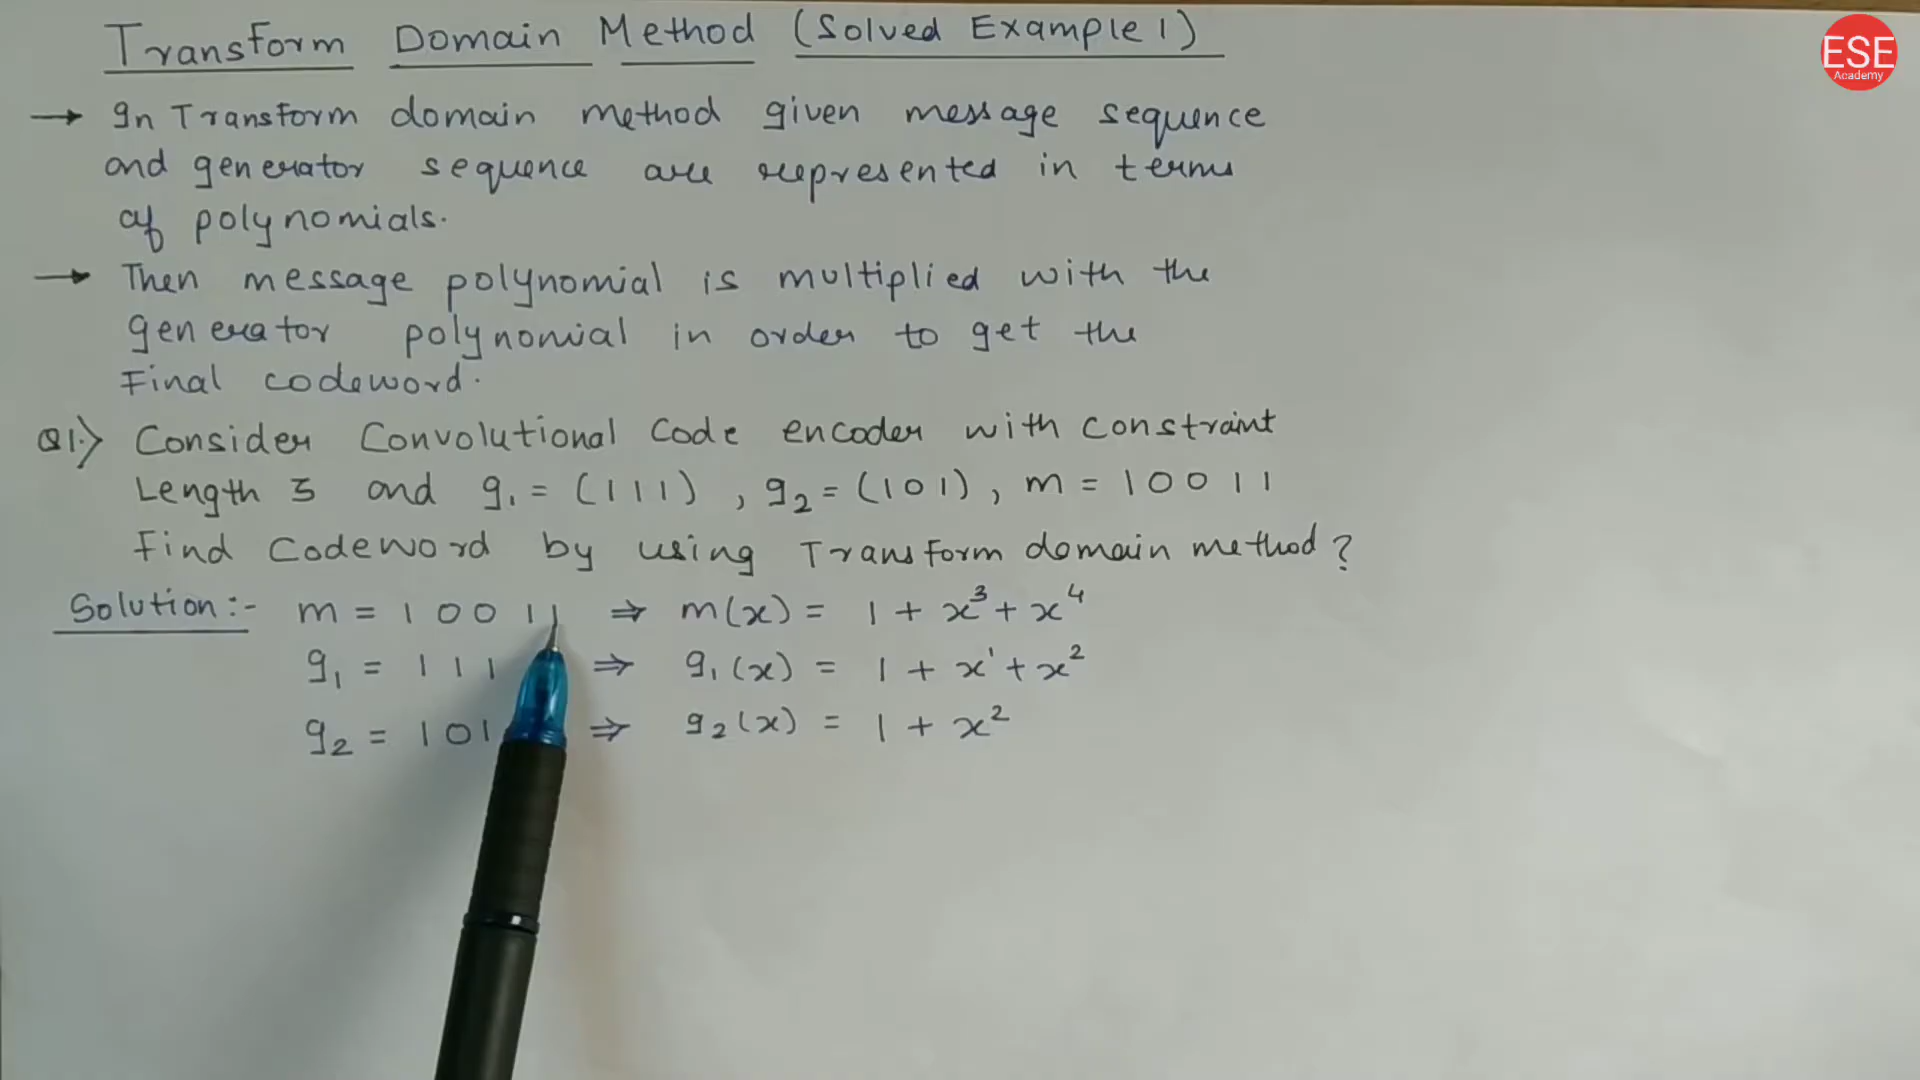 Transform Domain Method (Solved Example 1)
ESE
Academy
→ In Transform domain method given message sequence
and generator sequence are represented in terms
of polynomials.
→ Then message polynomial is multiplied with the
generator polynomial in order to get the
Final codeword.
Q1.) Consider Convolutional Code encoder with constraint
Length 3 and g₁ = (111), g₂ = (101), m = 10011
Find Codeword by using Transform domain method?
Solution:- m = 10011 ⇒ m(x) = 1 + x³ + x⁴
g₁ = 111 ⇒ g₁(x) = 1 + x¹ + x²
g₂ = 101 ⇒ g₂(x) = 1 + x²